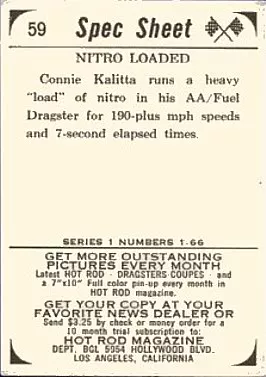 59 Spec Sheet
NITRO LOADED
Connie Kalitta runs a heavy
"load" of nitro in his AA/Fuel
Dragster for 190-plus mph speeds
and 7-second elapsed times.
SERIES 1 NUMBERS 1-66
GET MORE OUTSTANDING
PICTURES EVERY MONTH
Latest HOT ROD · DRAGSTERS·COUPES · and
a 7"x10" Full color pin-up every month in
HOT ROD magazine.
GET YOUR COPY AT YOUR
FAVORITE NEWS DEALER OR
Send $3.25 by check or money order for a
10 month trial subscription to:
HOT ROD MAGAZINE
DEPT. BGL 5954 HOLLYWOOD BLVD.
LOS ANGELES, CALIFORNIA